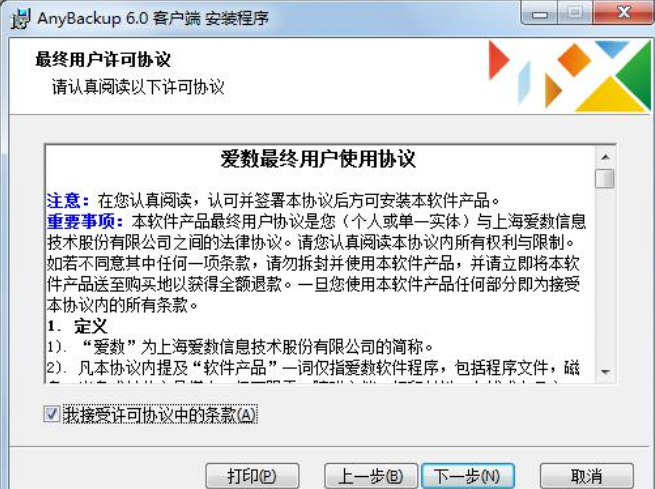 AnyBackup 6.0 客户端 安装程序
最终用户许可协议
请认真阅读以下许可协议
爱数最终用户使用协议
注意：在您认真阅读，认可并签署本协议后方可安装本软件产品。
重要事项：本软件产品最终用户协议是您（个人或单一实体）与上海爱数信息
技术股份有限公司之间的法律协议。请您认真阅读本协议内所有权利与限制。
如若不同意其中任何一项条款，请勿拆封并使用本软件产品，并请立即将本软
件产品送至购买地以获得全额退款。一旦您使用本软件产品任何部分即为接受
本协议内的所有条款。
1. 定义
1). “爱数”为上海爱数信息技术股份有限公司的简称。
2). 凡本协议内提及“软件产品”一词仅指爱数软件程序，包括程序文件，磁
我接受许可协议中的条款(A)
打印(P) 上一步(B) 下一步(N) 取消